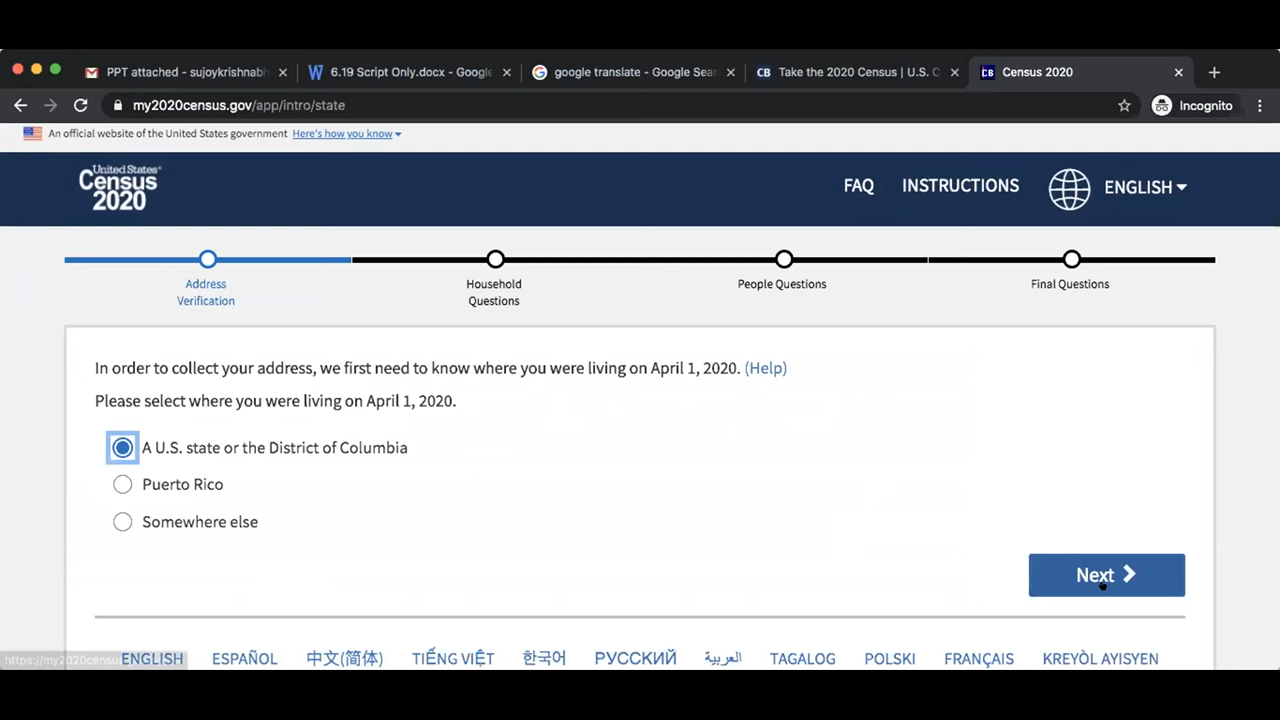 PPT attached - sujoykrishnabh
6.19 Script Only.docx - Google
google translate - Google Sear
CB Take the 2020 Census | U.S. C
CB Census 2020
my2020census.gov/app/intro/state
Incognito
An official website of the United States government Here's how you know
United States®
Census
2020
FAQ INSTRUCTIONS ENGLISH
Address
Verification
Household
Questions
People Questions
Final Questions
In order to collect your address, we first need to know where you were living on April 1, 2020. (Help)
Please select where you were living on April 1, 2020.
A U.S. state or the District of Columbia
Puerto Rico
Somewhere else
Next
https://my2020censu
ENGLISH ESPAÑOL 中文(简体) TIẾNG VIỆT 한국어 РУССКИЙ العربية TAGALOG POLSKI FRANÇAIS KREYÒL AYISYEN